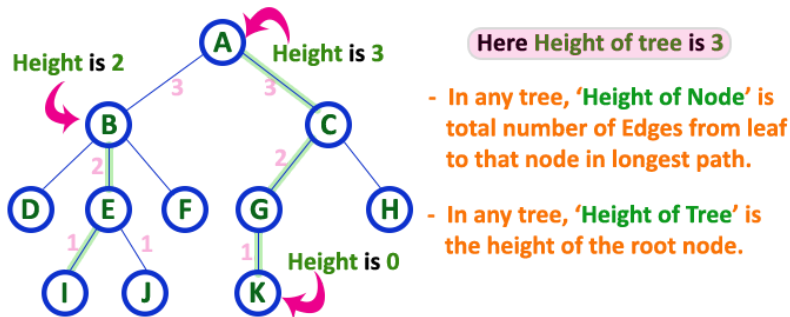 A
Height is 3
Height is 2
3
3
B
C
2
2
D
E
F
G
H
1
1
1
Height is 0
I
J
K
Here Height of tree is 3
- In any tree, ‘Height of Node’ is
total number of Edges from leaf
to that node in longest path.
- In any tree, ‘Height of Tree’ is
the height of the root node.